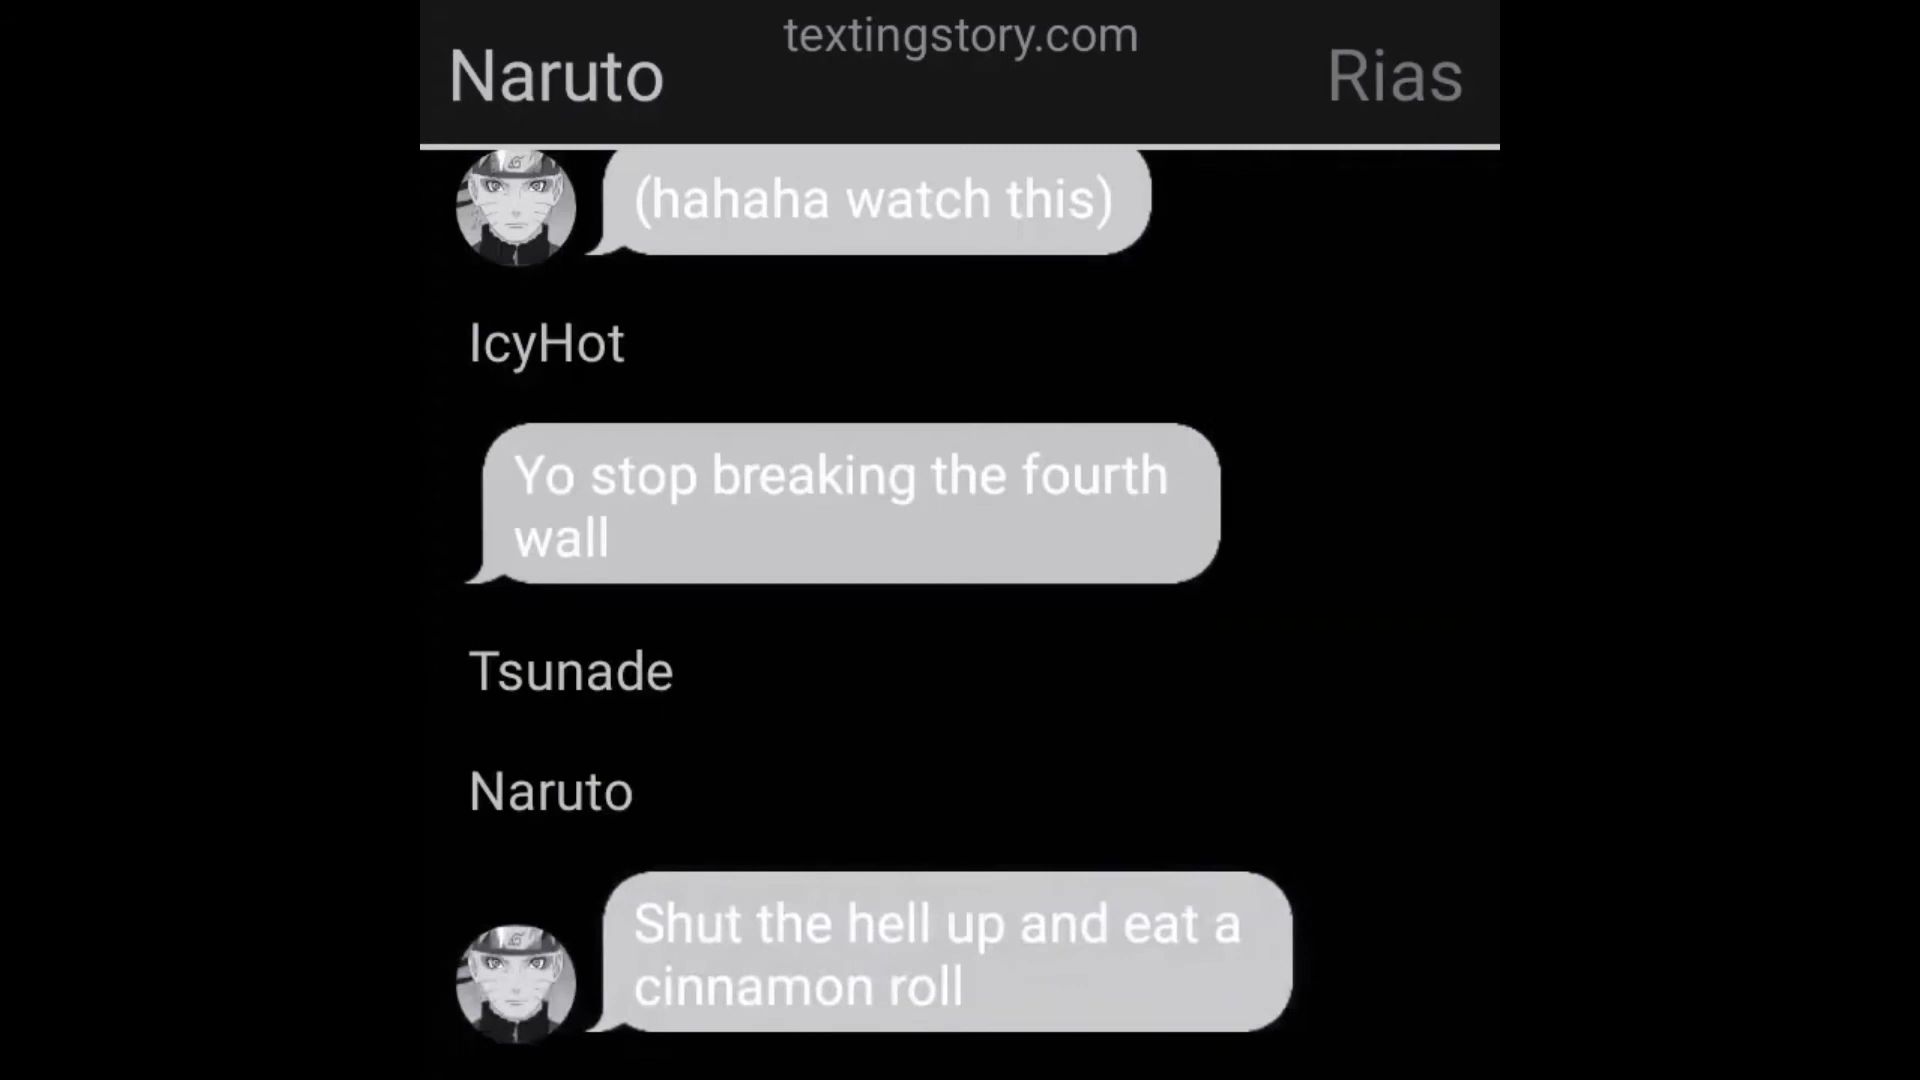 textingstory.com
Naruto
Rias
(hahaha watch this)
IcyHot
Yo stop breaking the fourth
wall
Tsunade
Naruto
Shut the hell up and eat a
cinnamon roll